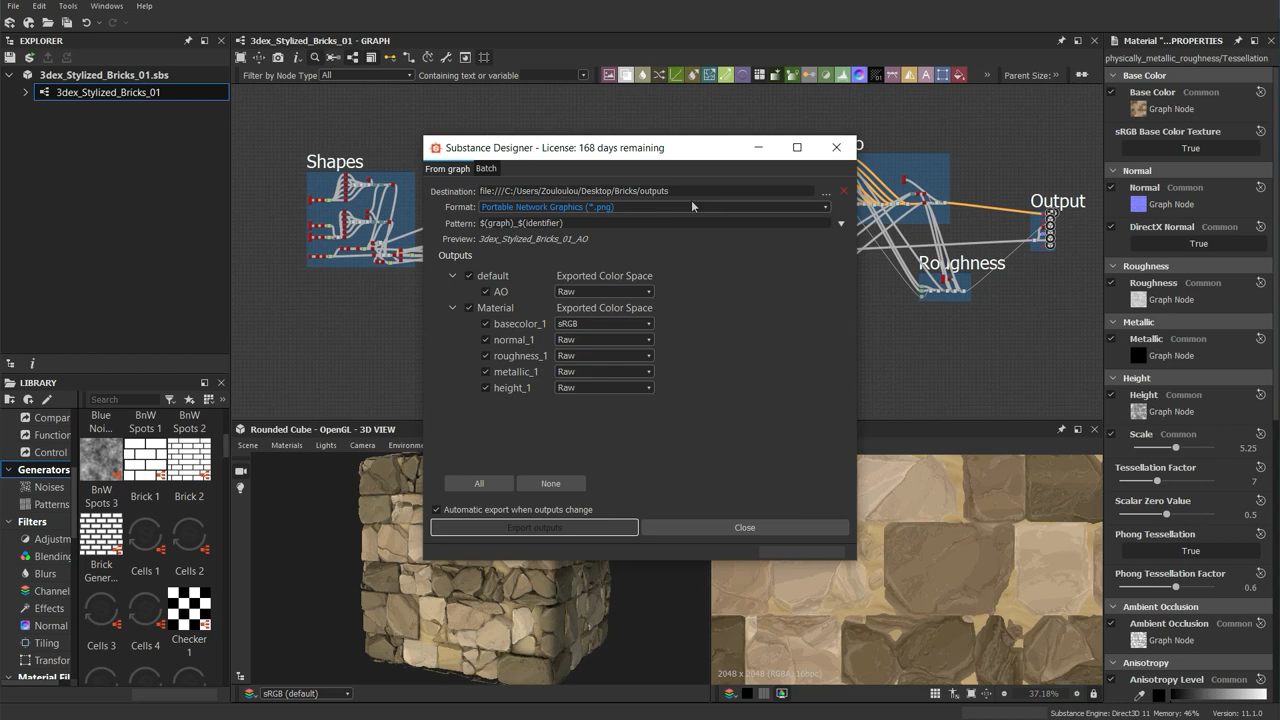 File Edit Tools Windows Help
EXPLORER
3dex_Stylized_Bricks_01.sbs
3dex_Stylized_Bricks_01
LIBRARY
Search
Compar
Function
Control
Generators
Noises
Patterns
Filters
Adjustm
Blending
Blurs
Channel
Effects
Normal
Tiling
Transfor
Material Fil
Blue Noi...
BnW Spots 1
BnW Spots 2
BnW Spots 3
Brick 1
Brick 2
Brick Gener...
Cells 1
Cells 2
Cells 3
Cells 4
Checker 1
3dex_Stylized_Bricks_01 - GRAPH
Filter by Node Type All Containing text or variable
Parent Size:
Shapes
Output
Roughness
Substance Designer - License: 168 days remaining
From graph Batch
Destination: file:///C:/Users/Zouloulou/Desktop/Bricks/outputs ...
Format: Portable Network Graphics (*.png)
Pattern: $(graph)_$(identifier)
Preview: 3dex_Stylized_Bricks_01_AO
Outputs
default Exported Color Space
AO Raw
Material Exported Color Space
basecolor_1 sRGB
normal_1 Raw
roughness_1 Raw
metallic_1 Raw
height_1 Raw
All None
Automatic export when outputs change
Export outputs Close
Rounded Cube - OpenGL - 3D VIEW
Scene Materials Lights Camera Environm
sRGB (default)
2048 x 2048 (RGBA, 16bpc)
37.18%
Material "...PROPERTIES
physically_metallic_roughness/Tessellation
Base Color
Base Color Common
Graph Node
sRGB Base Color Texture
True
Normal
Normal Common
Graph Node
DirectX Normal Common
True
Roughness
Roughness Common
Graph Node
Metallic
Metallic Common
Graph Node
Height
Height Common
Graph Node
Scale Common
5.25
Tessellation Factor
7
Scalar Zero Value
0.5
Phong Tessellation
True
Phong Tessellation Factor
0.6
Ambient Occlusion
Ambient Occlusion Common
Graph Node
Anisotropy
Anisotropy Level Common
Substance Engine: Direct3D 11 Memory: 46% Version: 11.1.0